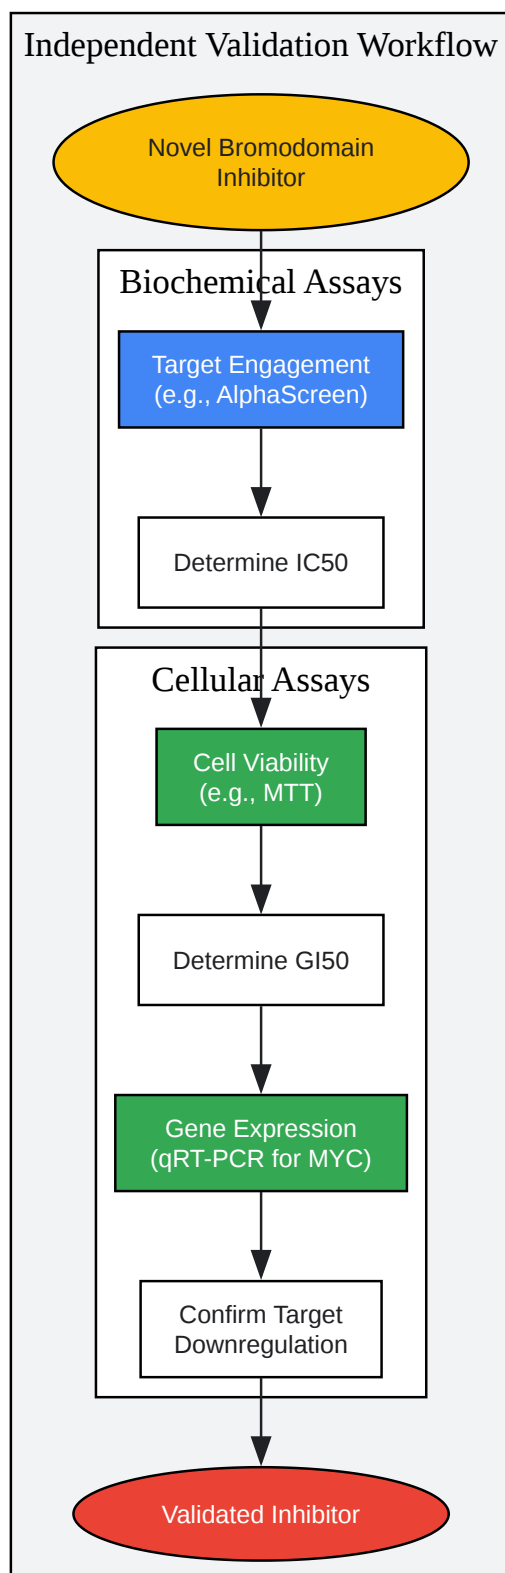 Independent Validation Workflow
Novel Bromodomain
Inhibitor
Biochemical Assays
Target Engagement
(e.g., AlphaScreen)
Determine IC50
Cellular Assays
Cell Viability
(e.g., MTT)
Determine GI50
Gene Expression
(qRT-PCR for MYC)
Confirm Target
Downregulation
Validated Inhibitor